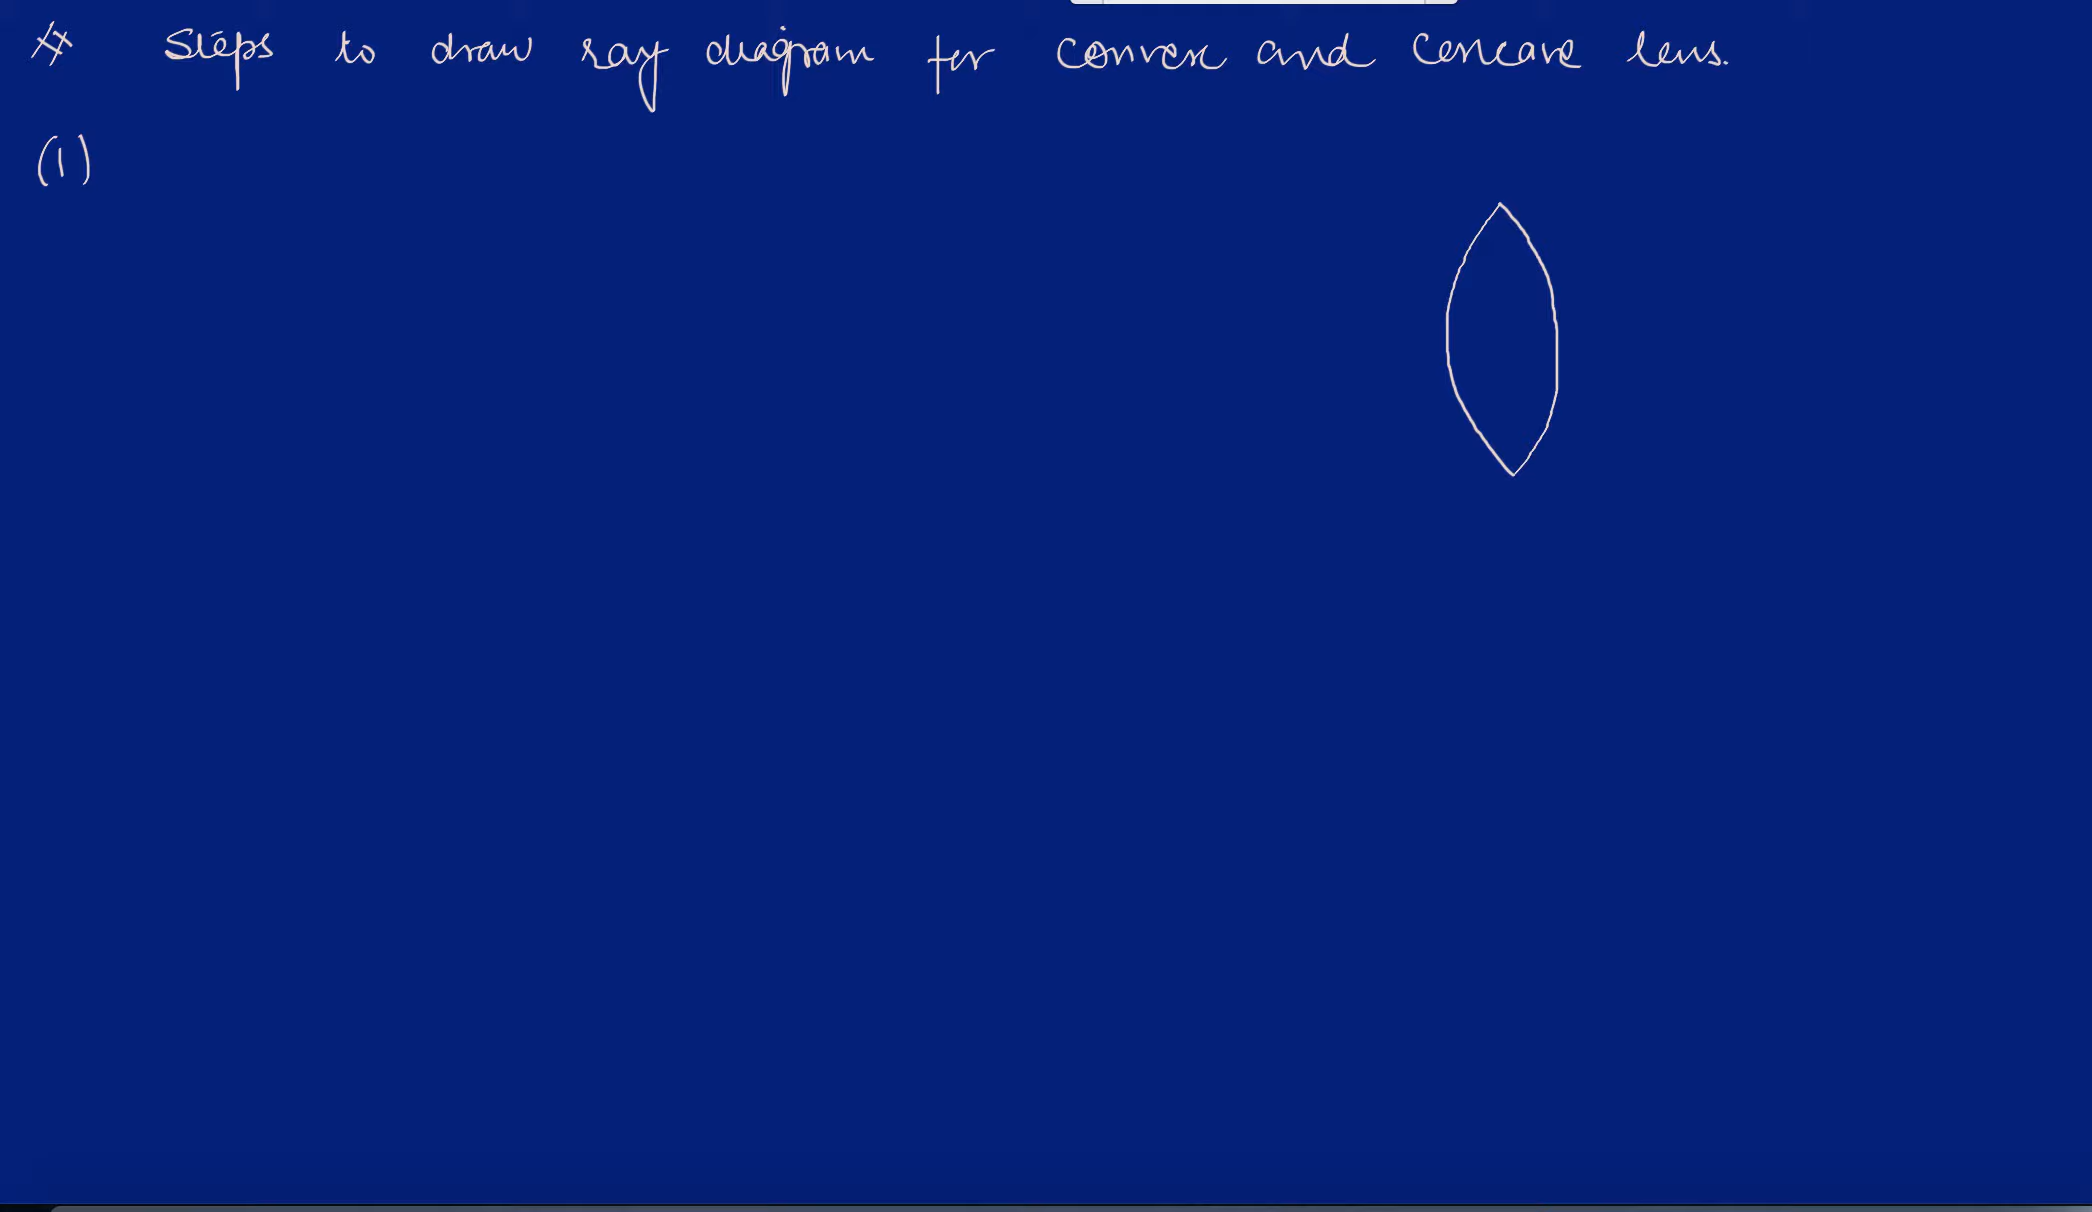 # Steps to draw ray diagram for convex and concave lens.
(1)